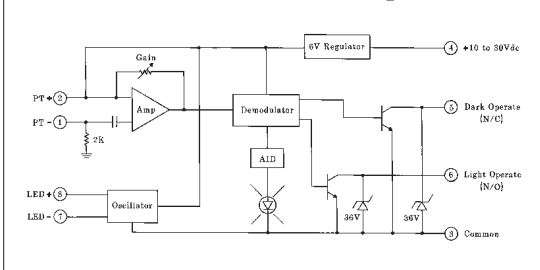 6V Regulator
4 +10 to 30Vdc
Gain
PT + 2
Amp
Demodulator
5 Dark Operate
(N/C)
PT - 1
2K
AID
6 Light Operate
(N/O)
LED + 8
Oscillator
LED - 7
36V
36V
3 Common